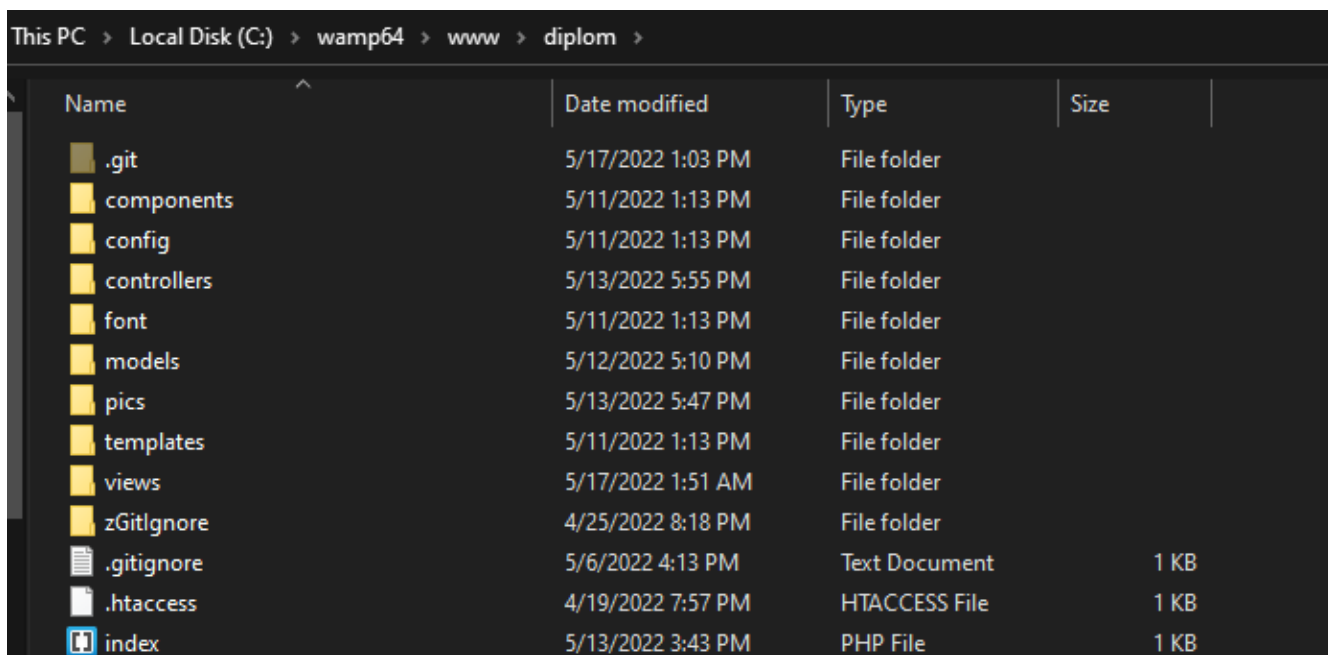 This PC > Local Disk (C:) > wamp64 > www > diplom >
Name Date modified Type Size
.git 5/17/2022 1:03 PM File folder
components 5/11/2022 1:13 PM File folder
config 5/11/2022 1:13 PM File folder
controllers 5/13/2022 5:55 PM File folder
font 5/11/2022 1:13 PM File folder
models 5/12/2022 5:10 PM File folder
pics 5/13/2022 5:47 PM File folder
templates 5/11/2022 1:13 PM File folder
views 5/17/2022 1:51 AM File folder
zGitIgnore 4/25/2022 8:18 PM File folder
.gitignore 5/6/2022 4:13 PM Text Document 1 KB
.htaccess 4/19/2022 7:57 PM HTACCESS File 1 KB
index 5/13/2022 3:43 PM PHP File 1 KB